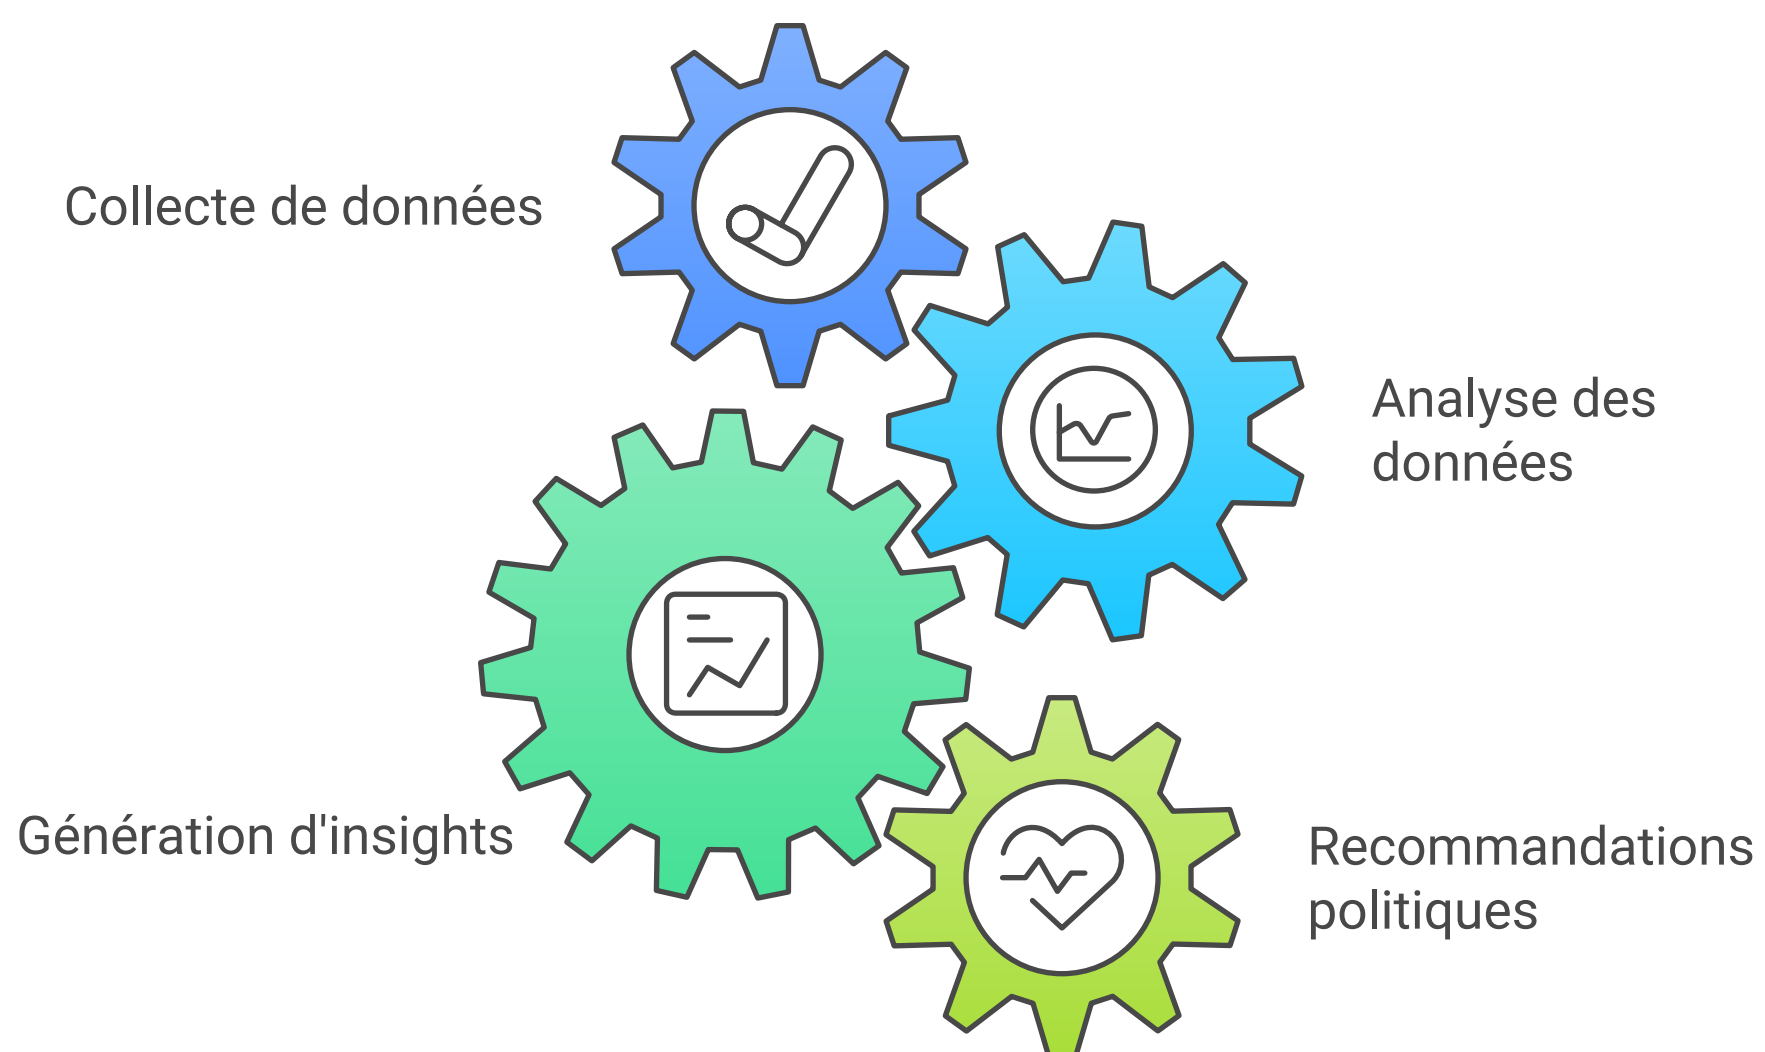 Collecte de données
Analyse des
données
Génération d'insights
Recommandations
politiques